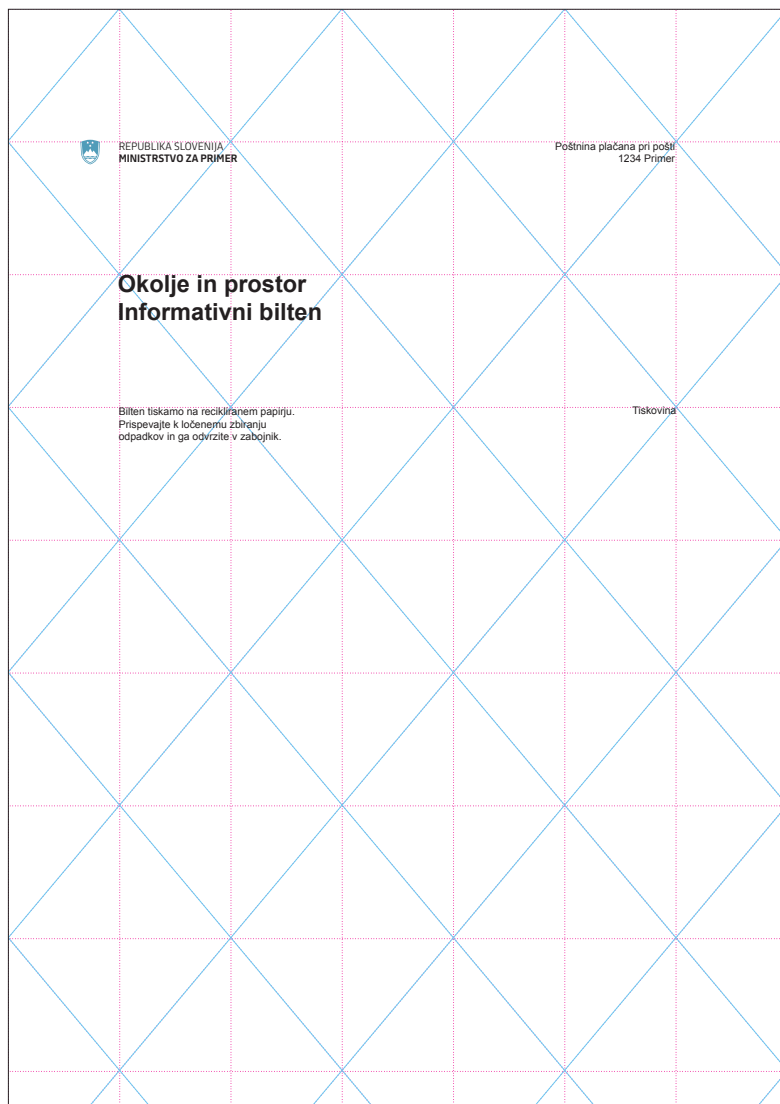 REPUBLIKA SLOVENIJA
MINISTRSTVO ZA PRIMER
Poštnina plačana pri pošti
1234 Primer
Okolje in prostor
Informativni bilten
Bilten tiskamo na recikliranem papirju.
Prispevajte k ločenemu zbiranju
odpadkov in ga odvrzite v zabojnik.
Tiskovina